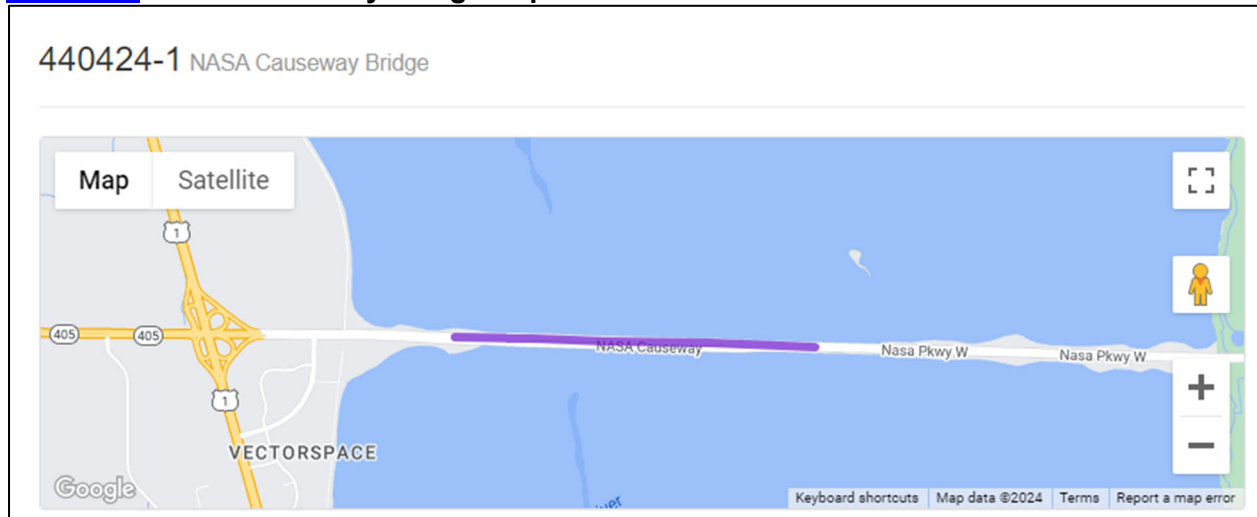 440424-1 NASA Causeway Bridge
Map Satellite
1
405
405
NASA Causeway
Nasa Pkwy W
Nasa Pkwy W
1
VECTORSPACE
Google
Keyboard shortcuts Map data ©2024 Terms Report a map error